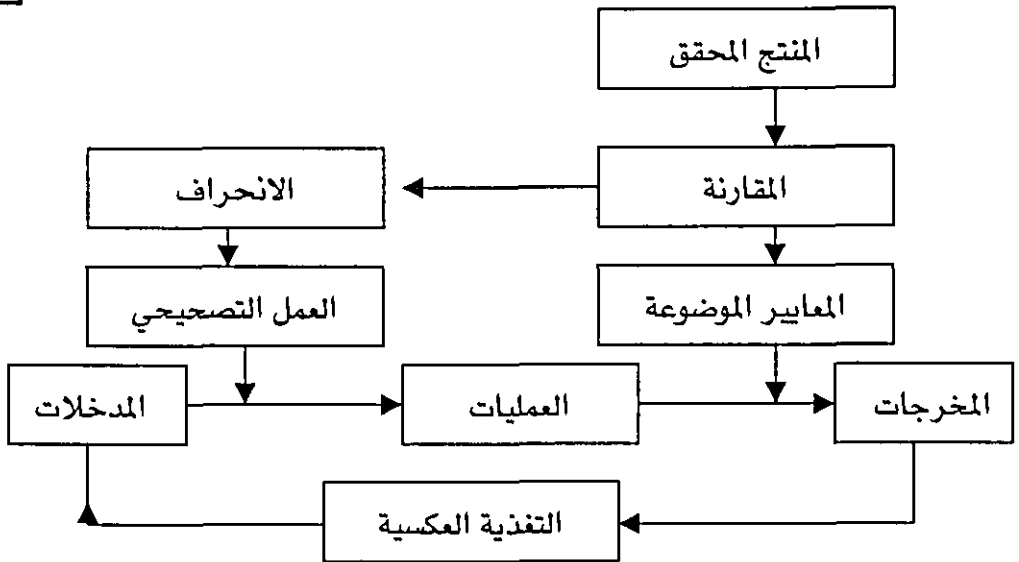 المنتج المحقق
المقارنة
الانحراف
المعايير الموضوعة
العمل التصحيحي
المخرجات
العمليات
المدخلات
التغذية العكسية